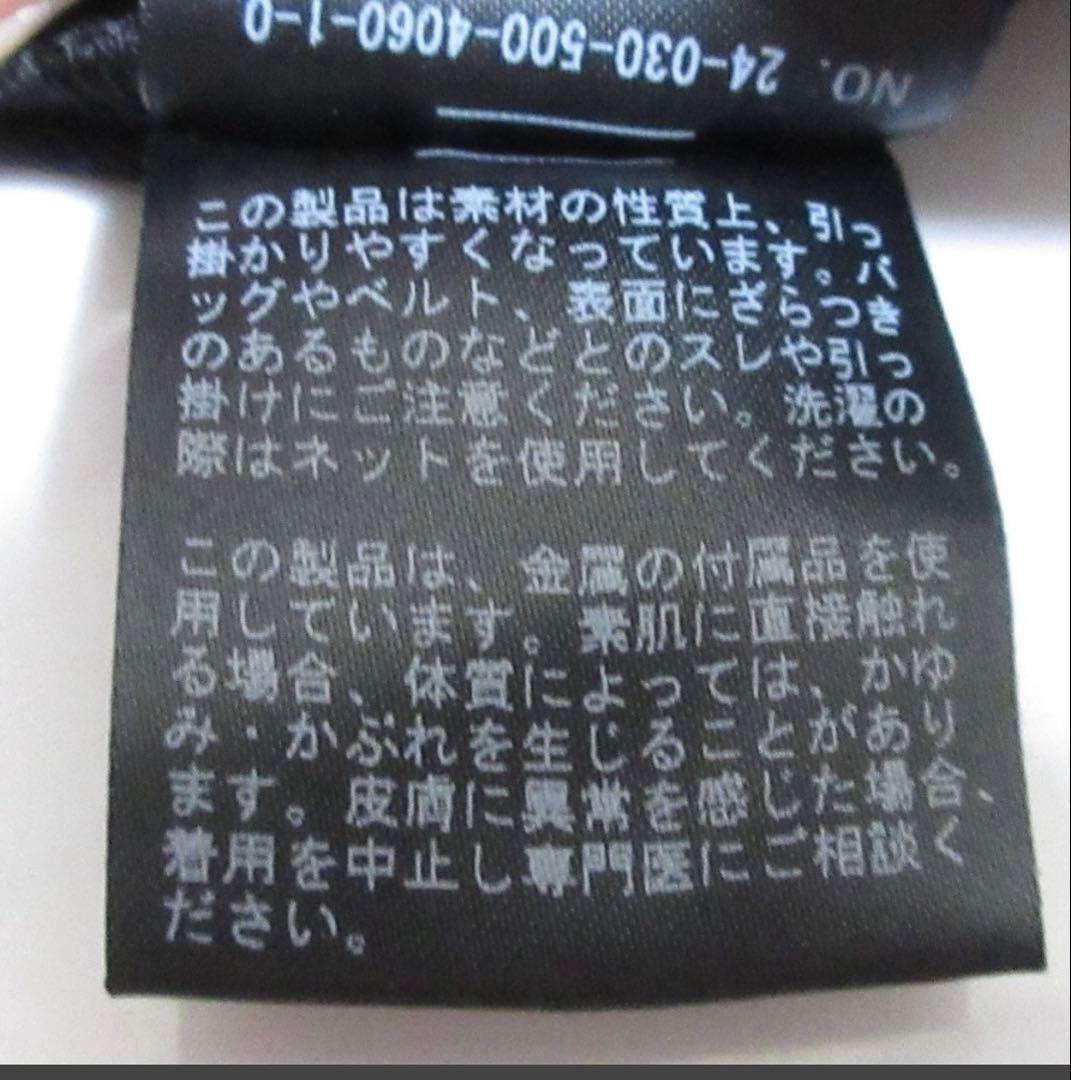 NO. 24-030-500-4060-1-0
この製品は素材の性質上、引っ
掛かりやすくなっています。バ
ッグやベルト、表面にざらつき
のあるものなどとのスレや引っ
掛けにご注意ください。洗濯の
際はネットを使用してください。
この製品は、金属の付属品を使
用しています。素肌に直接触れ
る場合、体質によっては、かゆ
み・かぶれを生じることがあり
ます。皮膚に異常を感じた場合、
着用を中止し専門医にご相談く
ださい。